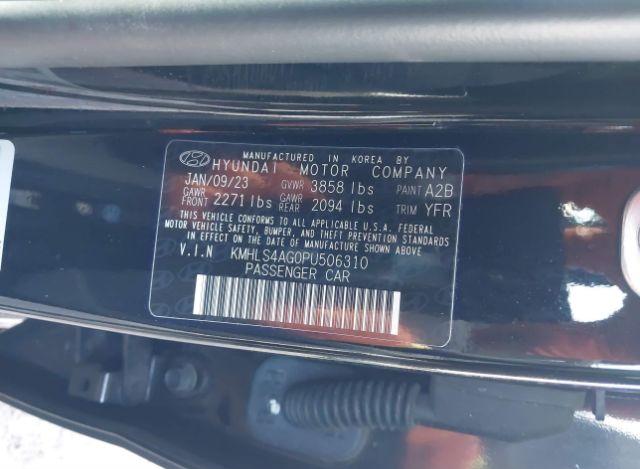 MANUFACTURED IN KOREA BY
HYUNDAI MOTOR COMPANY
JAN/09/23 GVWR 3858 lbs PAINT A2B
GAWR FRONT 2271 lbs GAWR REAR 2094 lbs TRIM YFR
THIS VEHICLE CONFORMS TO ALL APPLICABLE U.S.A. FEDERAL
MOTOR VEHICLE SAFETY, BUMPER, AND THEFT PREVENTION STANDARDS
IN EFFECT ON THE DATE OF MANUFACTURE SHOWN ABOVE
V.I.N KMHLS4AG0PU506310
PASSENGER CAR